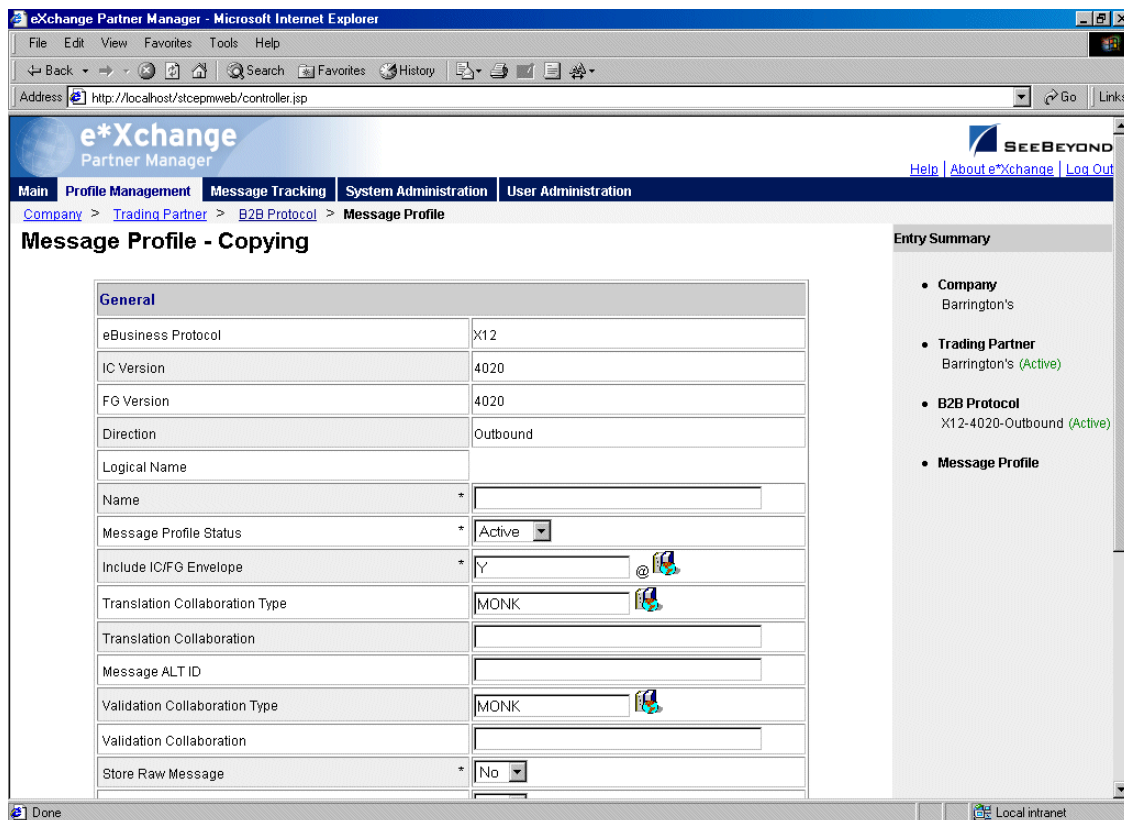 eXchange Partner Manager - Microsoft Internet Explorer
File Edit View Favorites Tools Help
Back Search Favorites History
Address http://localhost/stcepmweb/controller.jsp Go Links
e*Xchange
Partner Manager
SEEBEYOND
Help | About e*Xchange | Log Out
Main Profile Management Message Tracking System Administration User Administration
Company > Trading Partner > B2B Protocol > Message Profile
Message Profile - Copying
General
eBusiness Protocol X12
IC Version 4020
FG Version 4020
Direction Outbound
Logical Name
Name *
Message Profile Status * Active
Include IC/FG Envelope * Y @
Translation Collaboration Type MONK
Translation Collaboration
Message ALT ID
Validation Collaboration Type MONK
Validation Collaboration
Store Raw Message * No
Entry Summary
• Company
Barrington's
• Trading Partner
Barrington's (Active)
• B2B Protocol
X12-4020-Outbound (Active)
• Message Profile
Done Local intranet